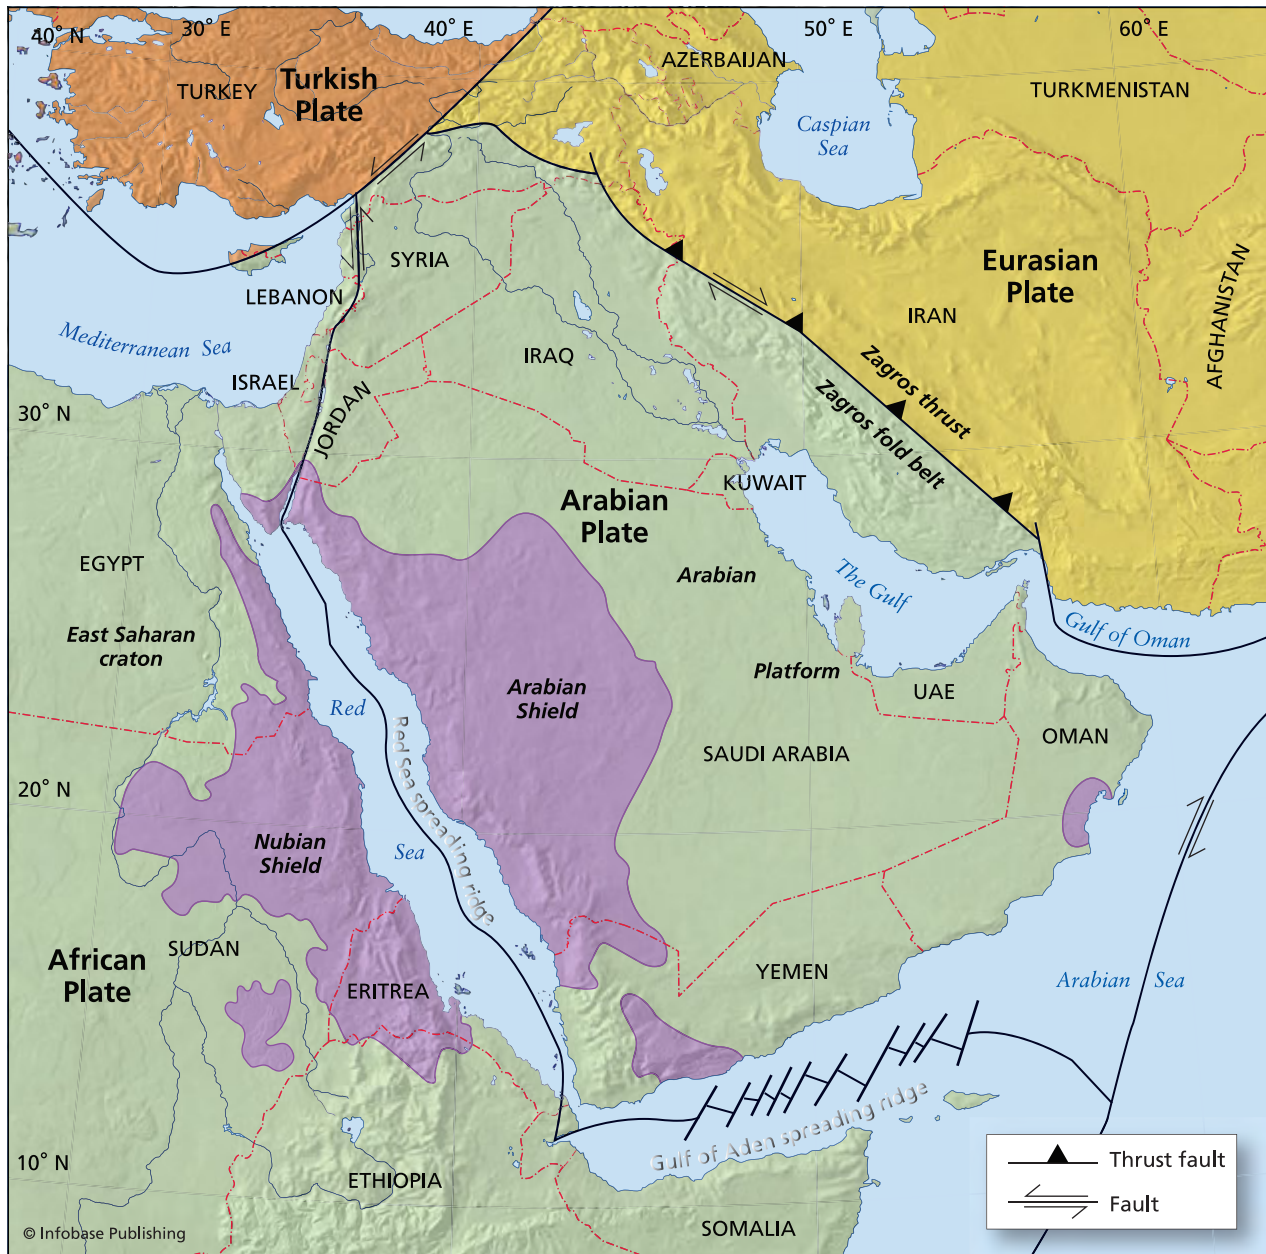 40° N
30° E
40° E
50° E
60° E
TURKEY
Turkish
Plate
AZERBAIJAN
TURKMENISTAN
Caspian
Sea
SYRIA
Eurasian
Plate
LEBANON
IRAN
AFGHANISTAN
Mediterranean Sea
IRAQ
ISRAEL
JORDAN
Zagros thrust
Zagros fold belt
30° N
KUWAIT
Arabian
Plate
EGYPT
Arabian
The Gulf
East Saharan
craton
Gulf of Oman
Platform
UAE
Arabian
Shield
Red
Red Sea spreading ridge
SAUDI ARABIA
OMAN
20° N
Nubian
Shield
Sea
SUDAN
African
Plate
ERITREA
YEMEN
Arabian Sea
Gulf of Aden spreading ridge
10° N
ETHIOPIA
SOMALIA
Thrust fault
Fault
© Infobase Publishing